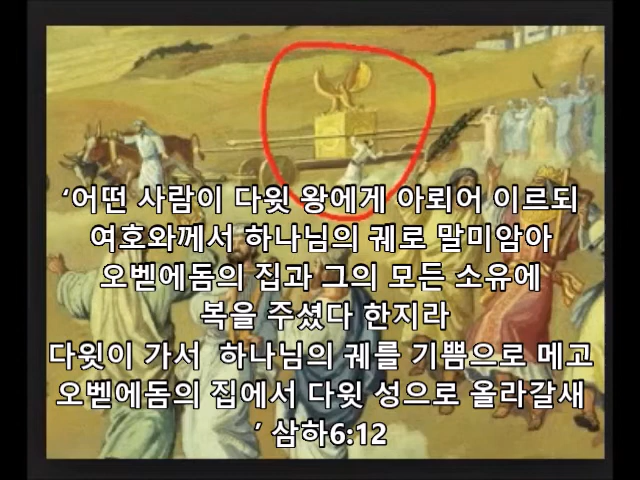 ‘어떤 사람이 다윗 왕에게 아뢰어 이르되
여호와께서 하나님의 궤로 말미암아
오벧에돔의 집과 그의 모든 소유에
복을 주셨다 한지라
다윗이 가서 하나님의 궤를 기쁨으로 메고
오벧에돔의 집에서 다윗 성으로 올라갈새
’ 삼하6:12